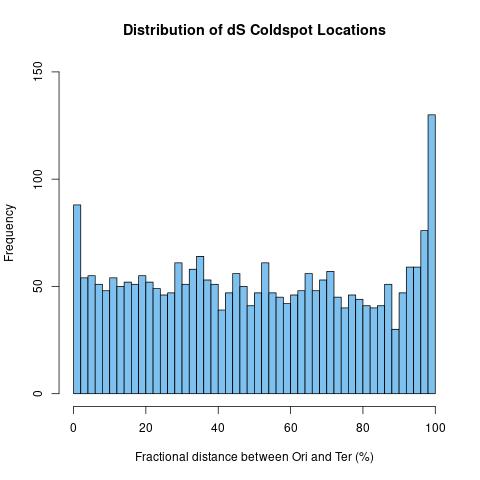 Distribution of dS Coldspot Locations
150
100
50
0
Frequency
0 20 40 60 80 100
Fractional distance between Ori and Ter (%)